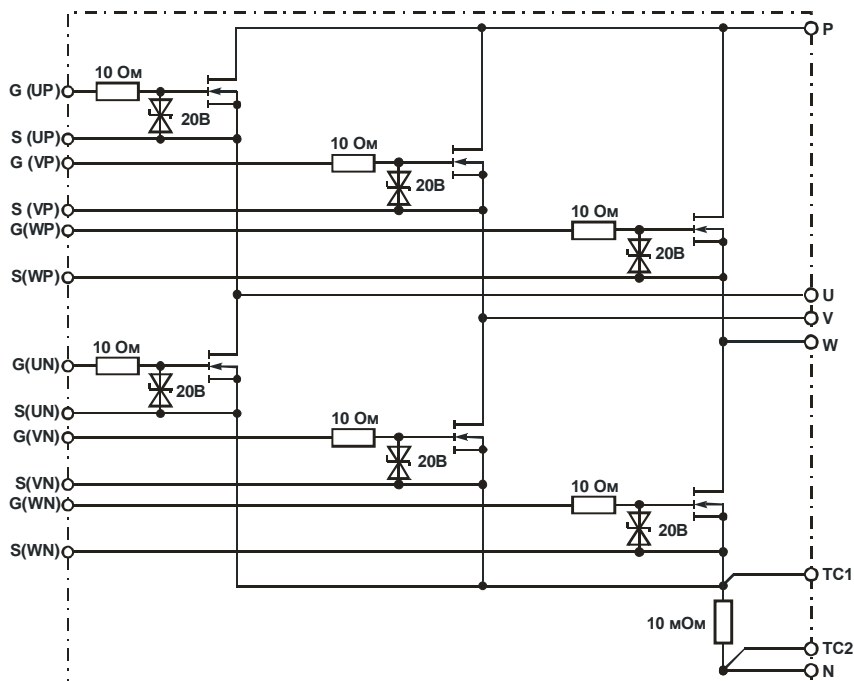 P
10 Ом
G (UP)
20В
S (UP)
10 Ом
G (VP)
20В
S (VP)
10 Ом
G(WP)
20В
S(WP)
U
V
W
10 Ом
G(UN)
20В
S(UN)
10 Ом
G(VN)
20В
S(VN)
10 Ом
G(WN)
20В
S(WN)
TC1
10 мОм
TC2
N